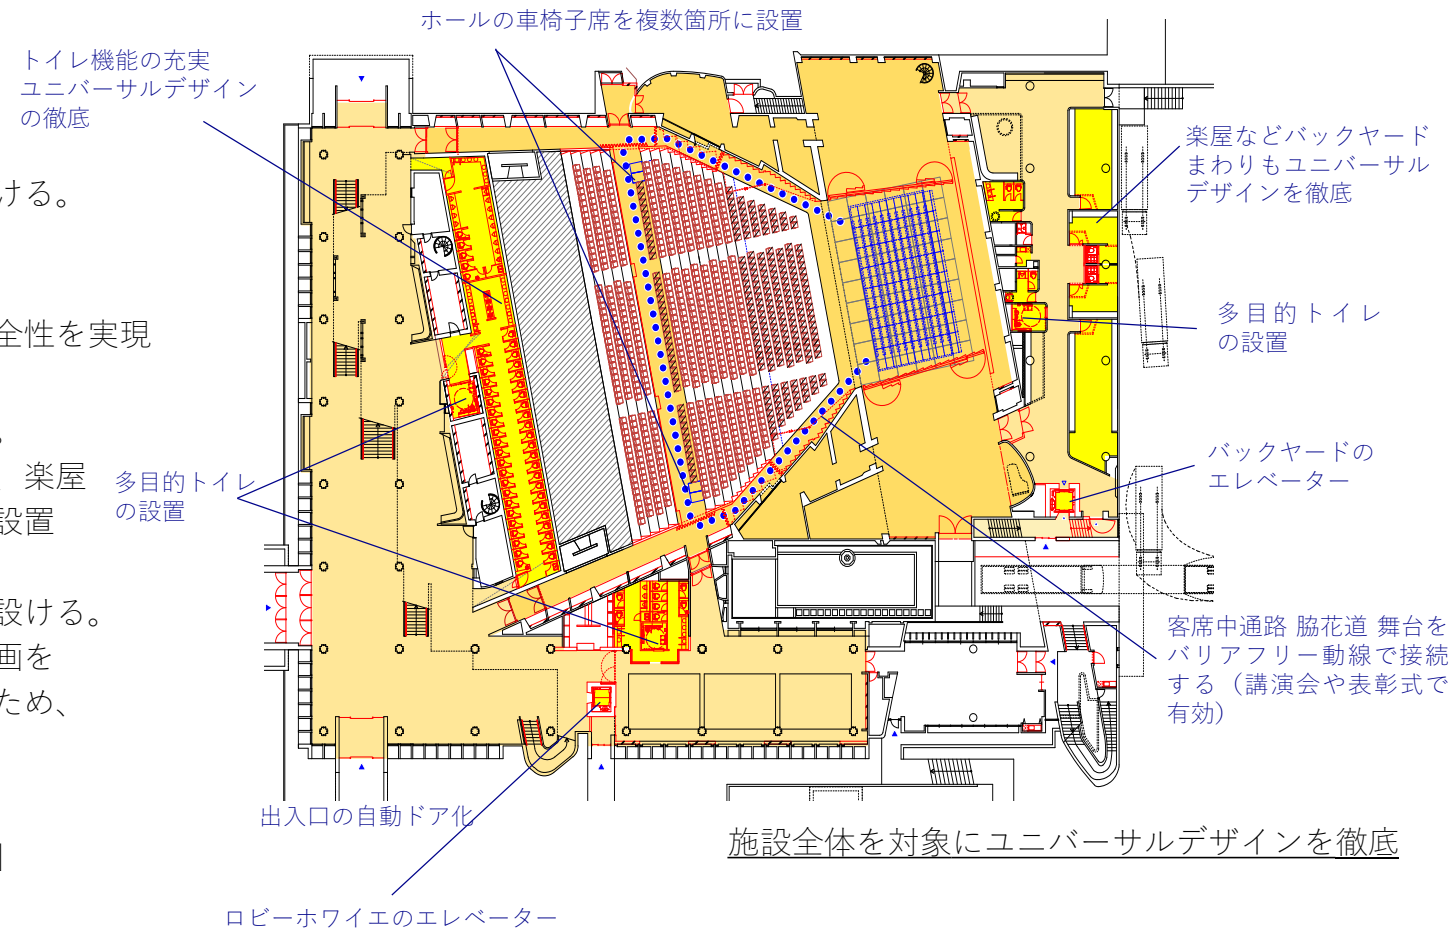 ホールの車椅子席を複数箇所に設置
トイレ機能の充実
ユニバーサルデザイン
の徹底
ける。
全性を実現
。
楽屋
設置
設ける。
画を
ため、
多目的トイレ
の設置
楽屋などバックヤード
まわりもユニバーサル
デザインを徹底
多目的トイレ
の設置
バックヤードの
エレベーター
客席中通路 脇花道 舞台を
バリアフリー動線で接続
する（講演会や表彰式で
有効）
出入口の自動ドア化
施設全体を対象にユニバーサルデザインを徹底
ロビーホワイエのエレベーター